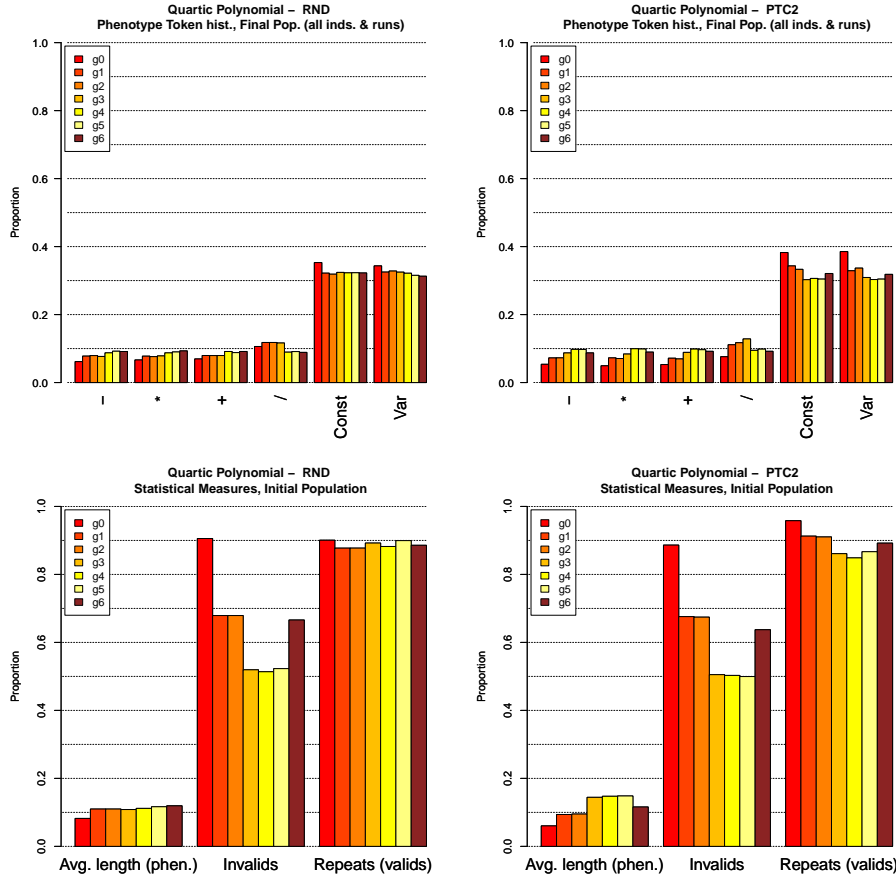 Quartic Polynomial – RND
Phenotype Token hist., Final Pop. (all inds. & runs)
Proportion
1.0
0.8
0.6
0.4
0.2
0.0
g0
g1
g2
g3
g4
g5
g6
– * + / Const Var
Quartic Polynomial – PTC2
Phenotype Token hist., Final Pop. (all inds. & runs)
Proportion
1.0
0.8
0.6
0.4
0.2
0.0
g0
g1
g2
g3
g4
g5
g6
– * + / Const Var
Quartic Polynomial – RND
Statistical Measures, Initial Population
Proportion
1.0
0.8
0.6
0.4
0.2
0.0
g0
g1
g2
g3
g4
g5
g6
Avg. length (phen.) Invalids Repeats (valids)
Quartic Polynomial – PTC2
Statistical Measures, Initial Population
Proportion
1.0
0.8
0.6
0.4
0.2
0.0
g0
g1
g2
g3
g4
g5
g6
Avg. length (phen.) Invalids Repeats (valids)